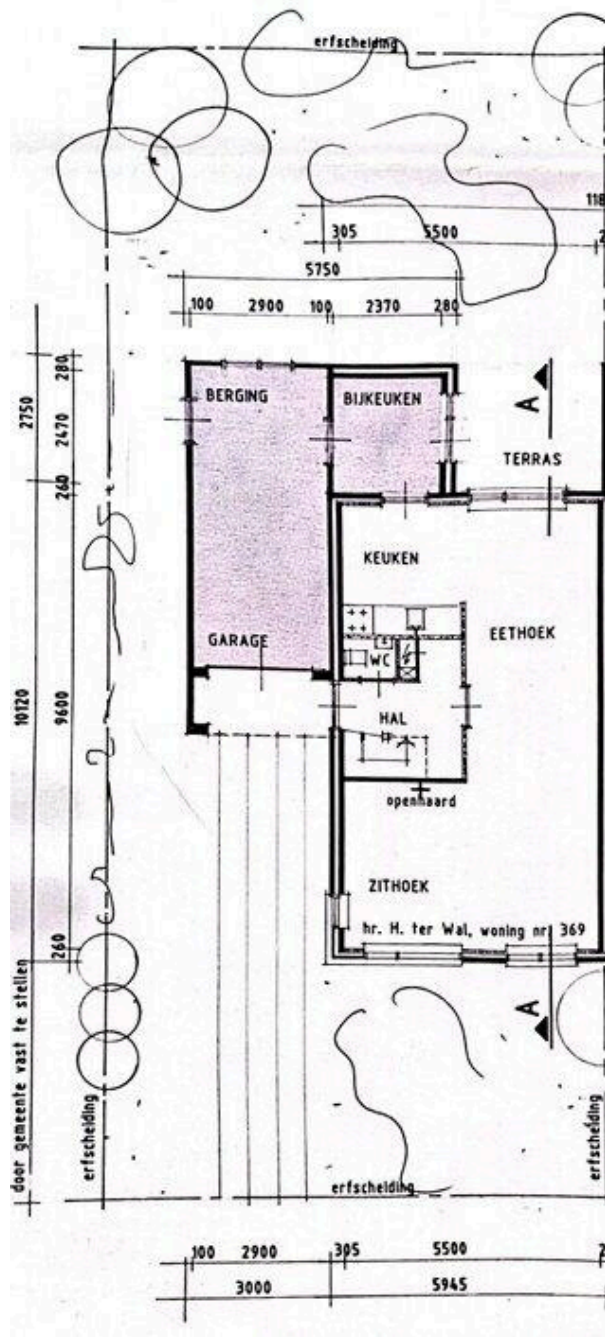 erfscheiding
118
305 5500 2
5750
100 2900 100 2370 280
280
2750
2470
260
BERGING
BIJKEUKEN
A
TERRAS
KEUKEN
EETHOEK
GARAGE
WC
HAL
10120
9600
openhaard
ZITHOEK
hr. H. ter Wal, woning nr. 369
260
A
door gemeente vast te stellen
erfscheiding
erfscheiding
erfscheiding
100 2900 305 5500 2
3000 5945